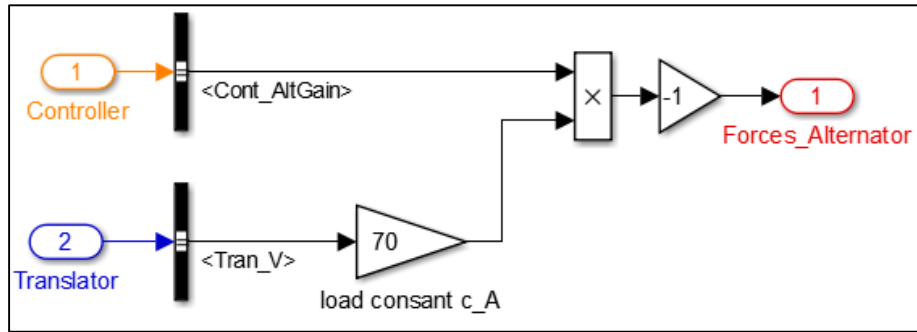 1
Controller
<Cont_AltGain>
×
-1
1
Forces_Alternator
2
Translator
<Tran_V>
70
load consant c_A